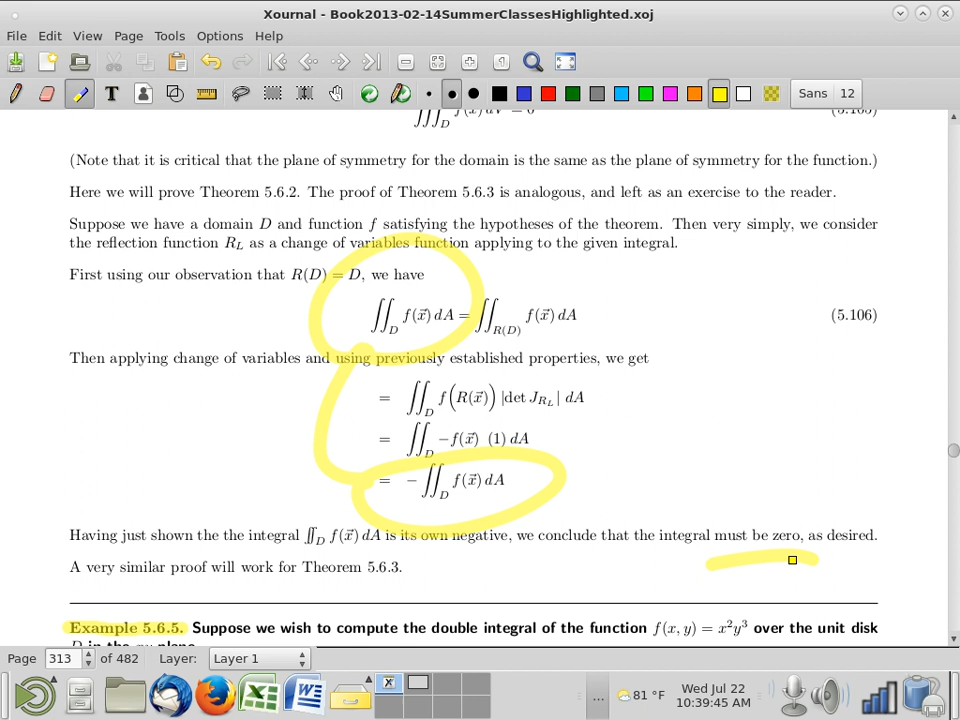 Xournal - Book2013-02-14SummerClassesHighlighted.xoj
File Edit View Page Tools Options Help
Sans 12
∭_D f(x⃗) dV = 0
(Note that it is critical that the plane of symmetry for the domain is the same as the plane of symmetry for the function.)
Here we will prove Theorem 5.6.2. The proof of Theorem 5.6.3 is analogous, and left as an exercise to the reader.
Suppose we have a domain D and function f satisfying the hypotheses of the theorem. Then very simply, we consider
the reflection function R_L as a change of variables function applying to the given integral.
First using our observation that R(D) = D, we have
∬_D f(x⃗) dA = ∬_{R(D)} f(x⃗) dA (5.106)
Then applying change of variables and using previously established properties, we get
= ∬_D f(R(x⃗)) |det J_{R_L}| dA
= ∬_D −f(x⃗) (1) dA
= − ∬_D f(x⃗) dA
Having just shown the the integral ∬_D f(x⃗) dA is its own negative, we conclude that the integral must be zero, as desired.
A very similar proof will work for Theorem 5.6.3.
Example 5.6.5. Suppose we wish to compute the double integral of the function f(x, y) = x²y³ over the unit disk
Page 313 of 482 Layer: Layer 1
... 81 °F Wed Jul 22
10:39:45 AM